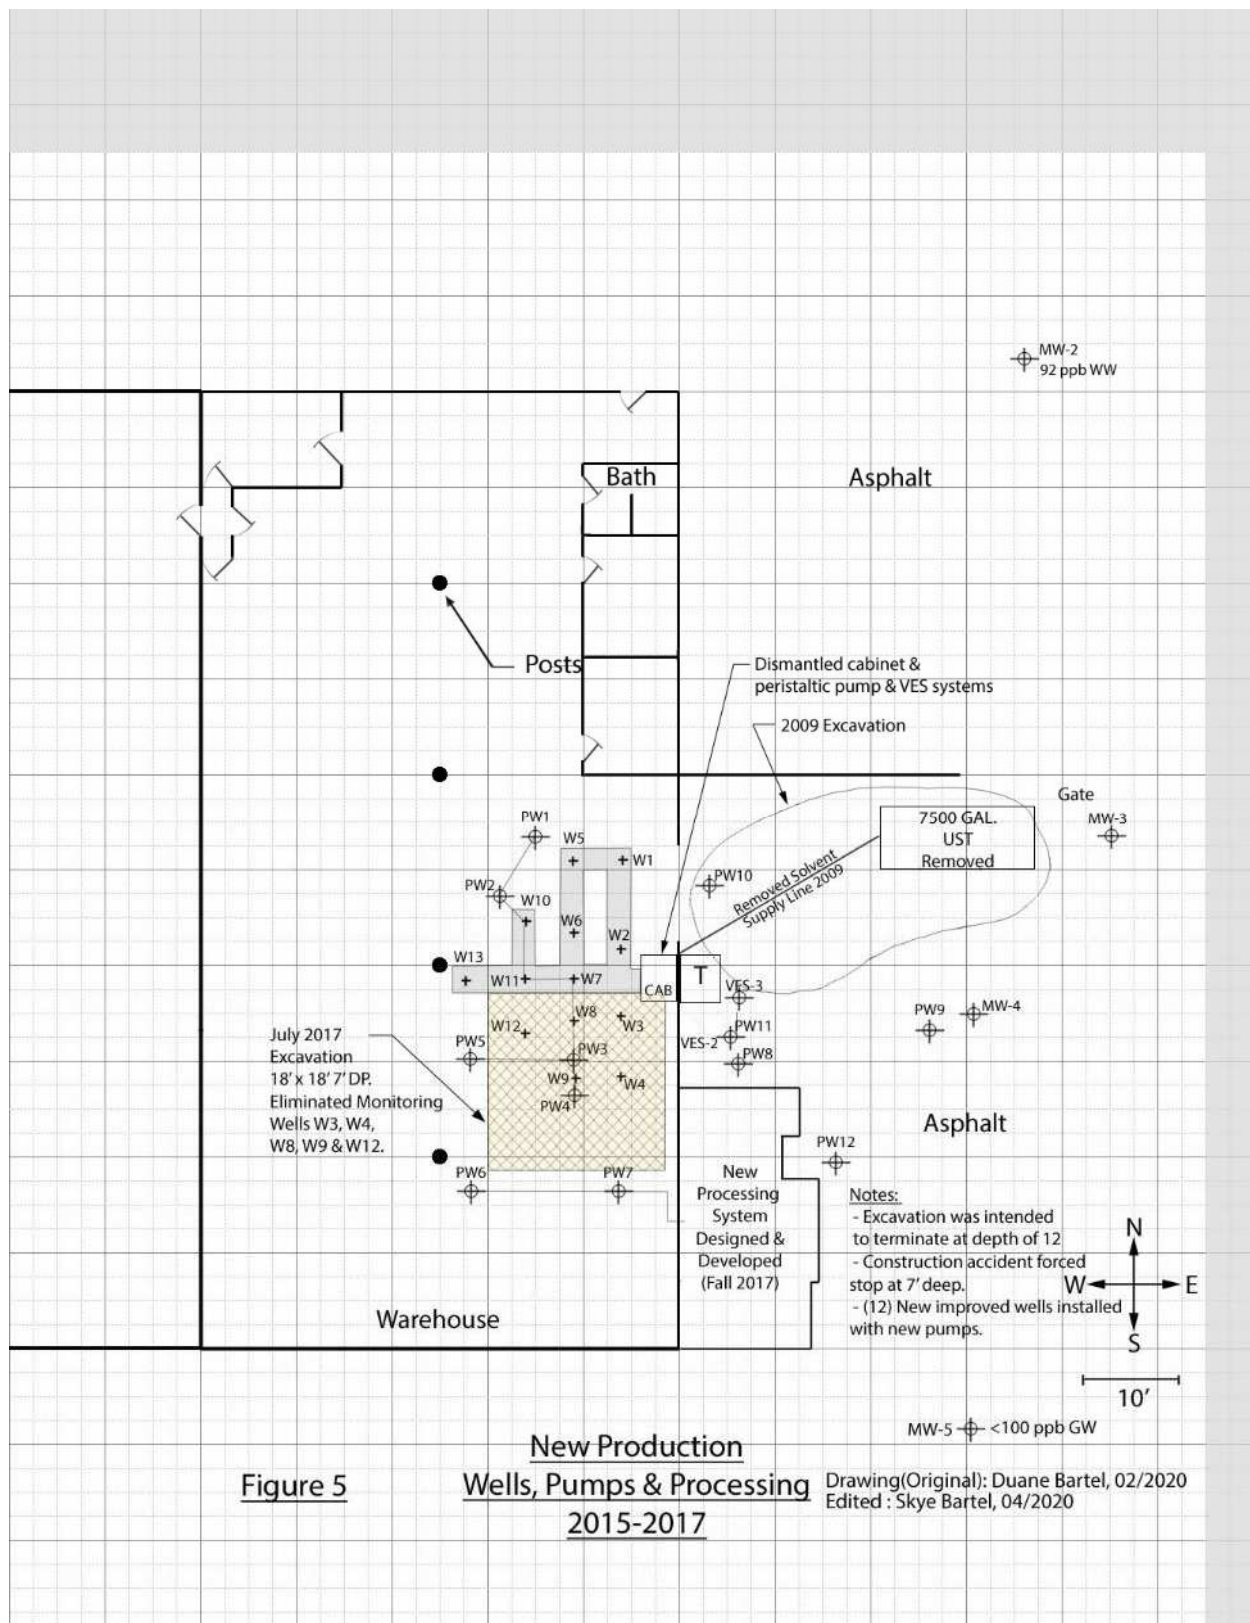 MW-2
92 ppb WW
Bath
Asphalt
Posts
Dismantled cabinet &
peristaltic pump & VES systems
2009 Excavation
Gate
7500 GAL.
UST
Removed
MW-3
PW1
W5
W1
PW2
W10
PW10
Removed Solvent
Supply Line 2009
W6
W2
W13
W11
W7
CAB
T
VES-3
W8
W3
W12
PW11
VES-2
PW9
MW-4
PW5
PW3
PW8
W9
W4
PW4
July 2017
Excavation
18' x 18' 7' DP.
Eliminated Monitoring
Wells W3, W4,
W8, W9 & W12.
Asphalt
PW12
PW6
PW7
New
Processing
System
Designed &
Developed
(Fall 2017)
Notes:
- Excavation was intended
to terminate at depth of 12
- Construction accident forced
stop at 7' deep.
- (12) New improved wells installed
with new pumps.
N
W
E
S
10'
Warehouse
MW-5
<100 ppb GW
Figure 5
New Production
Wells, Pumps & Processing
2015-2017
Drawing(Original): Duane Bartel, 02/2020
Edited : Skye Bartel, 04/2020